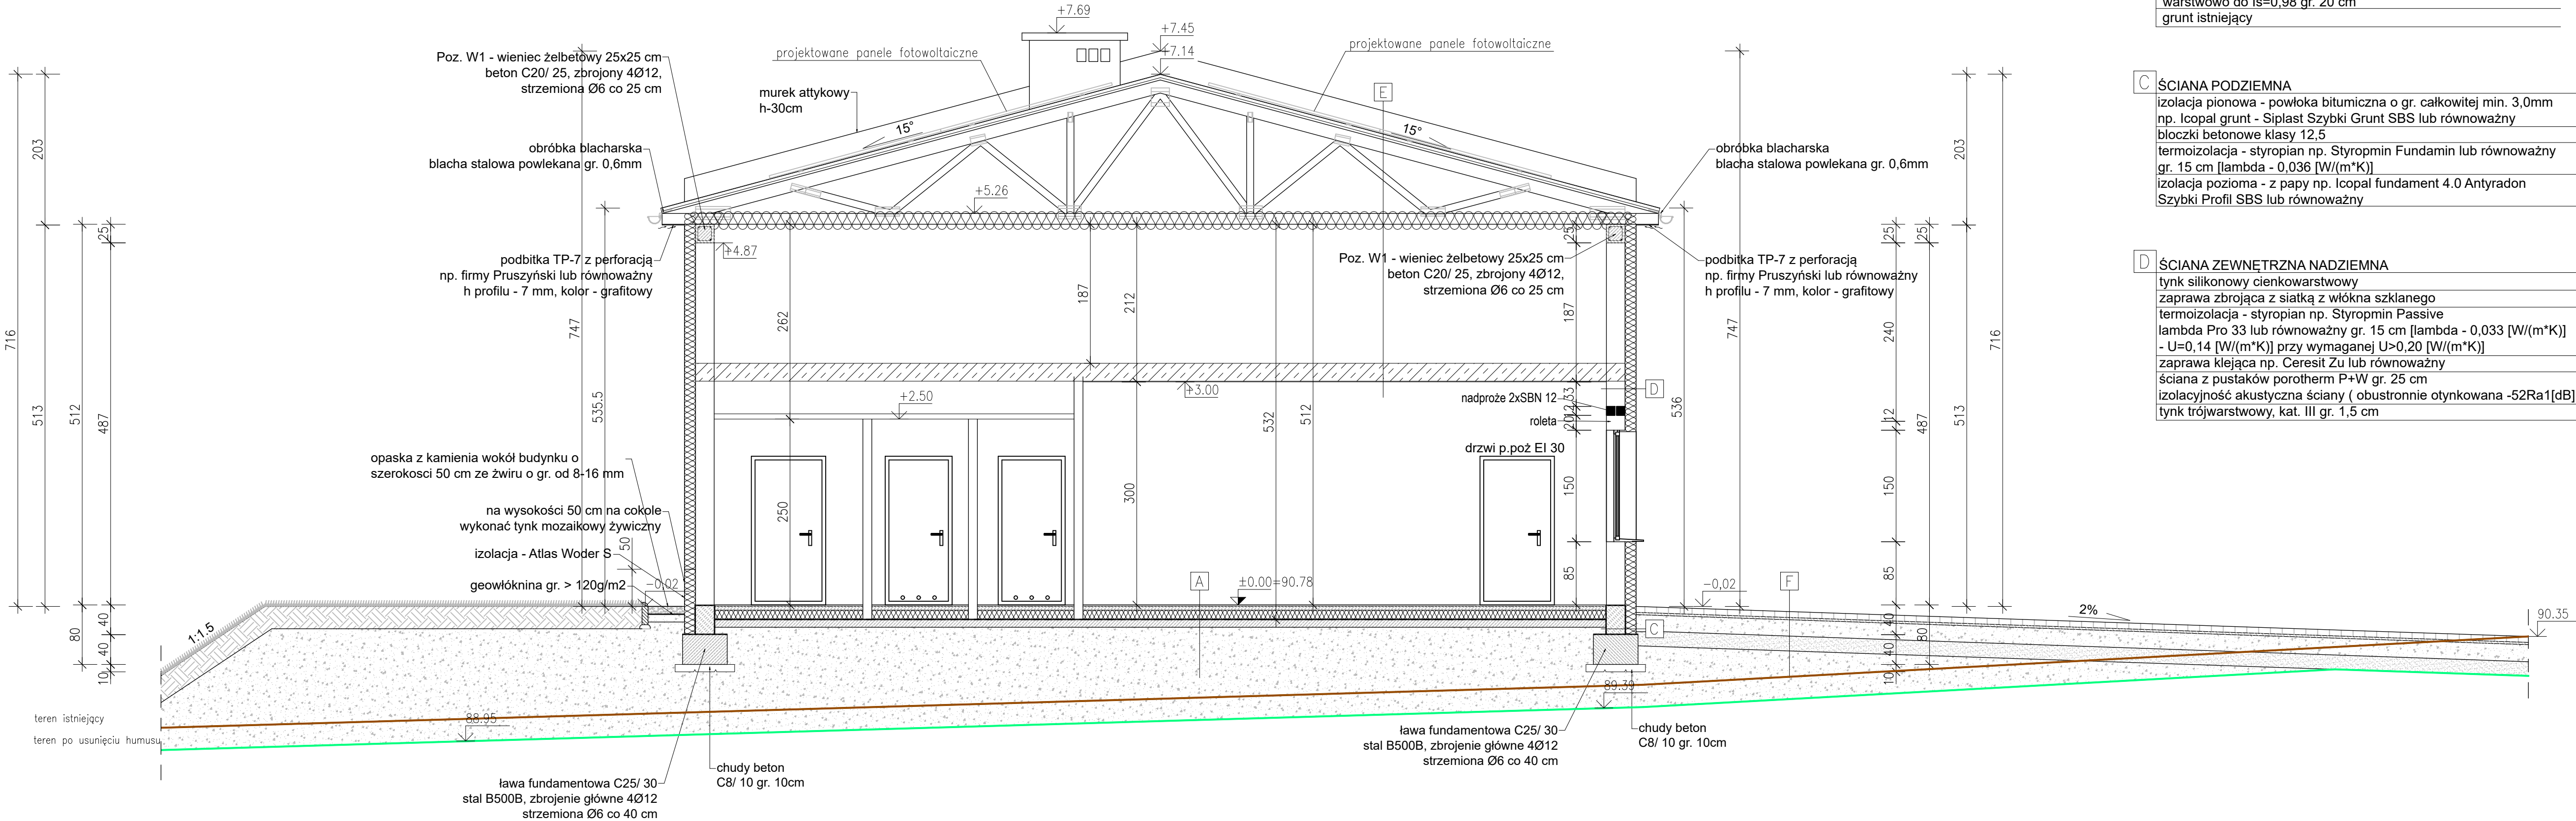 +7.69
+7.45
+7.14
projektowane panele fotowoltaiczne
projektowane panele fotowoltaiczne
Poz. W1 - wieniec żelbetowy 25x25 cm
beton C20/ 25, zbrojony 4Ø12,
strzemiona Ø6 co 25 cm
murek attykowy
h-30cm
E
15°
15°
obróbka blacharska
blacha stalowa powlekana gr. 0,6mm
obróbka blacharska
blacha stalowa powlekana gr. 0,6mm
+5.26
+4.87
podbitka TP-7 z perforacją
np. firmy Pruszyński lub równoważny
h profilu - 7 mm, kolor - grafitowy
Poz. W1 - wieniec żelbetowy 25x25 cm
beton C20/ 25, zbrojony 4Ø12,
strzemiona Ø6 co 25 cm
podbitka TP-7 z perforacją
np. firmy Pruszyński lub równoważny
h profilu - 7 mm, kolor - grafitowy
716
203
513
512
80
25
487
40
40
10
747
535.5
50
262
250
187
212
300
532
512
25
187
33
12
20
150
85
536
747
25
240
12
150
85
40
40
10
25
487
80
203
513
716
+3.00
+2.50
D
nadproże 2xSBN 12
roleta
drzwi p.poż EI 30
opaska z kamienia wokół budynku o
szerokosci 50 cm ze żwiru o gr. od 8-16 mm
na wysokości 50 cm na cokole
wykonać tynk mozaikowy żywiczny
izolacja - Atlas Woder S
geowłóknina gr. > 120g/m2
-0,02
A
±0.00=90.78
-0,02
F
2%
90.35
1:1.5
C
89.39
88.95
teren istniejący
teren po usunięciu humusu
ława fundamentowa C25/ 30
stal B500B, zbrojenie główne 4Ø12
strzemiona Ø6 co 40 cm
chudy beton
C8/ 10 gr. 10cm
ława fundamentowa C25/ 30
stal B500B, zbrojenie główne 4Ø12
strzemiona Ø6 co 40 cm
chudy beton
C8/ 10 gr. 10cm
warstwowo do Is=0,98 gr. 20 cm
grunt istniejący
C ŚCIANA PODZIEMNA
izolacja pionowa - powłoka bitumiczna o gr. całkowitej min. 3,0mm
np. Icopal grunt - Siplast Szybki Grunt SBS lub równoważny
bloczki betonowe klasy 12,5
termoizolacja - styropian np. Styropmin Fundamin lub równoważny
gr. 15 cm [lambda - 0,036 [W/(m*K)]
izolacja pozioma - z papy np. Icopal fundament 4.0 Antyradon
Szybki Profil SBS lub równoważny
D ŚCIANA ZEWNĘTRZNA NADZIEMNA
tynk silikonowy cienkowarstwowy
zaprawa zbrojąca z siatką z włókna szklanego
termoizolacja - styropian np. Styropmin Passive
lambda Pro 33 lub równoważny gr. 15 cm [lambda - 0,033 [W/(m*K)]
- U=0,14 [W/(m*K)] przy wymaganej U>0,20 [W/(m*K)]
zaprawa klejąca np. Ceresit Zu lub równoważny
ściana z pustaków porotherm P+W gr. 25 cm
izolacyjność akustyczna ściany ( obustronnie otynkowana -52Ra1[dB]
tynk trójwarstwowy, kat. III gr. 1,5 cm